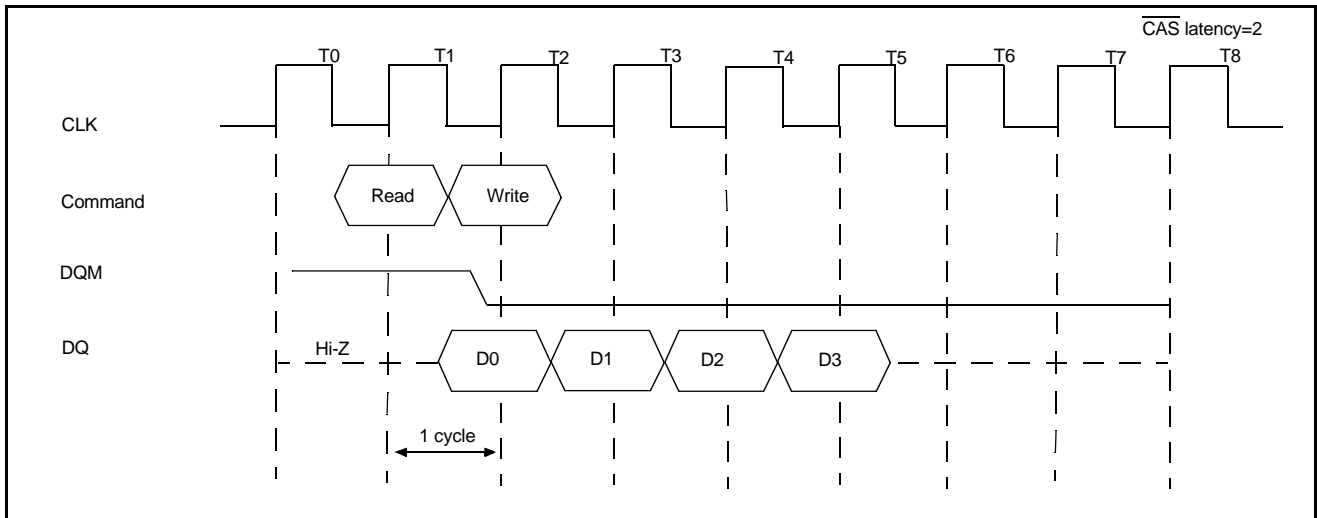 CAS latency=2
T0 T1 T2 T3 T4 T5 T6 T7 T8
CLK
Read Write
Command
DQM
DQ
Hi-Z D0 D1 D2 D3
1 cycle